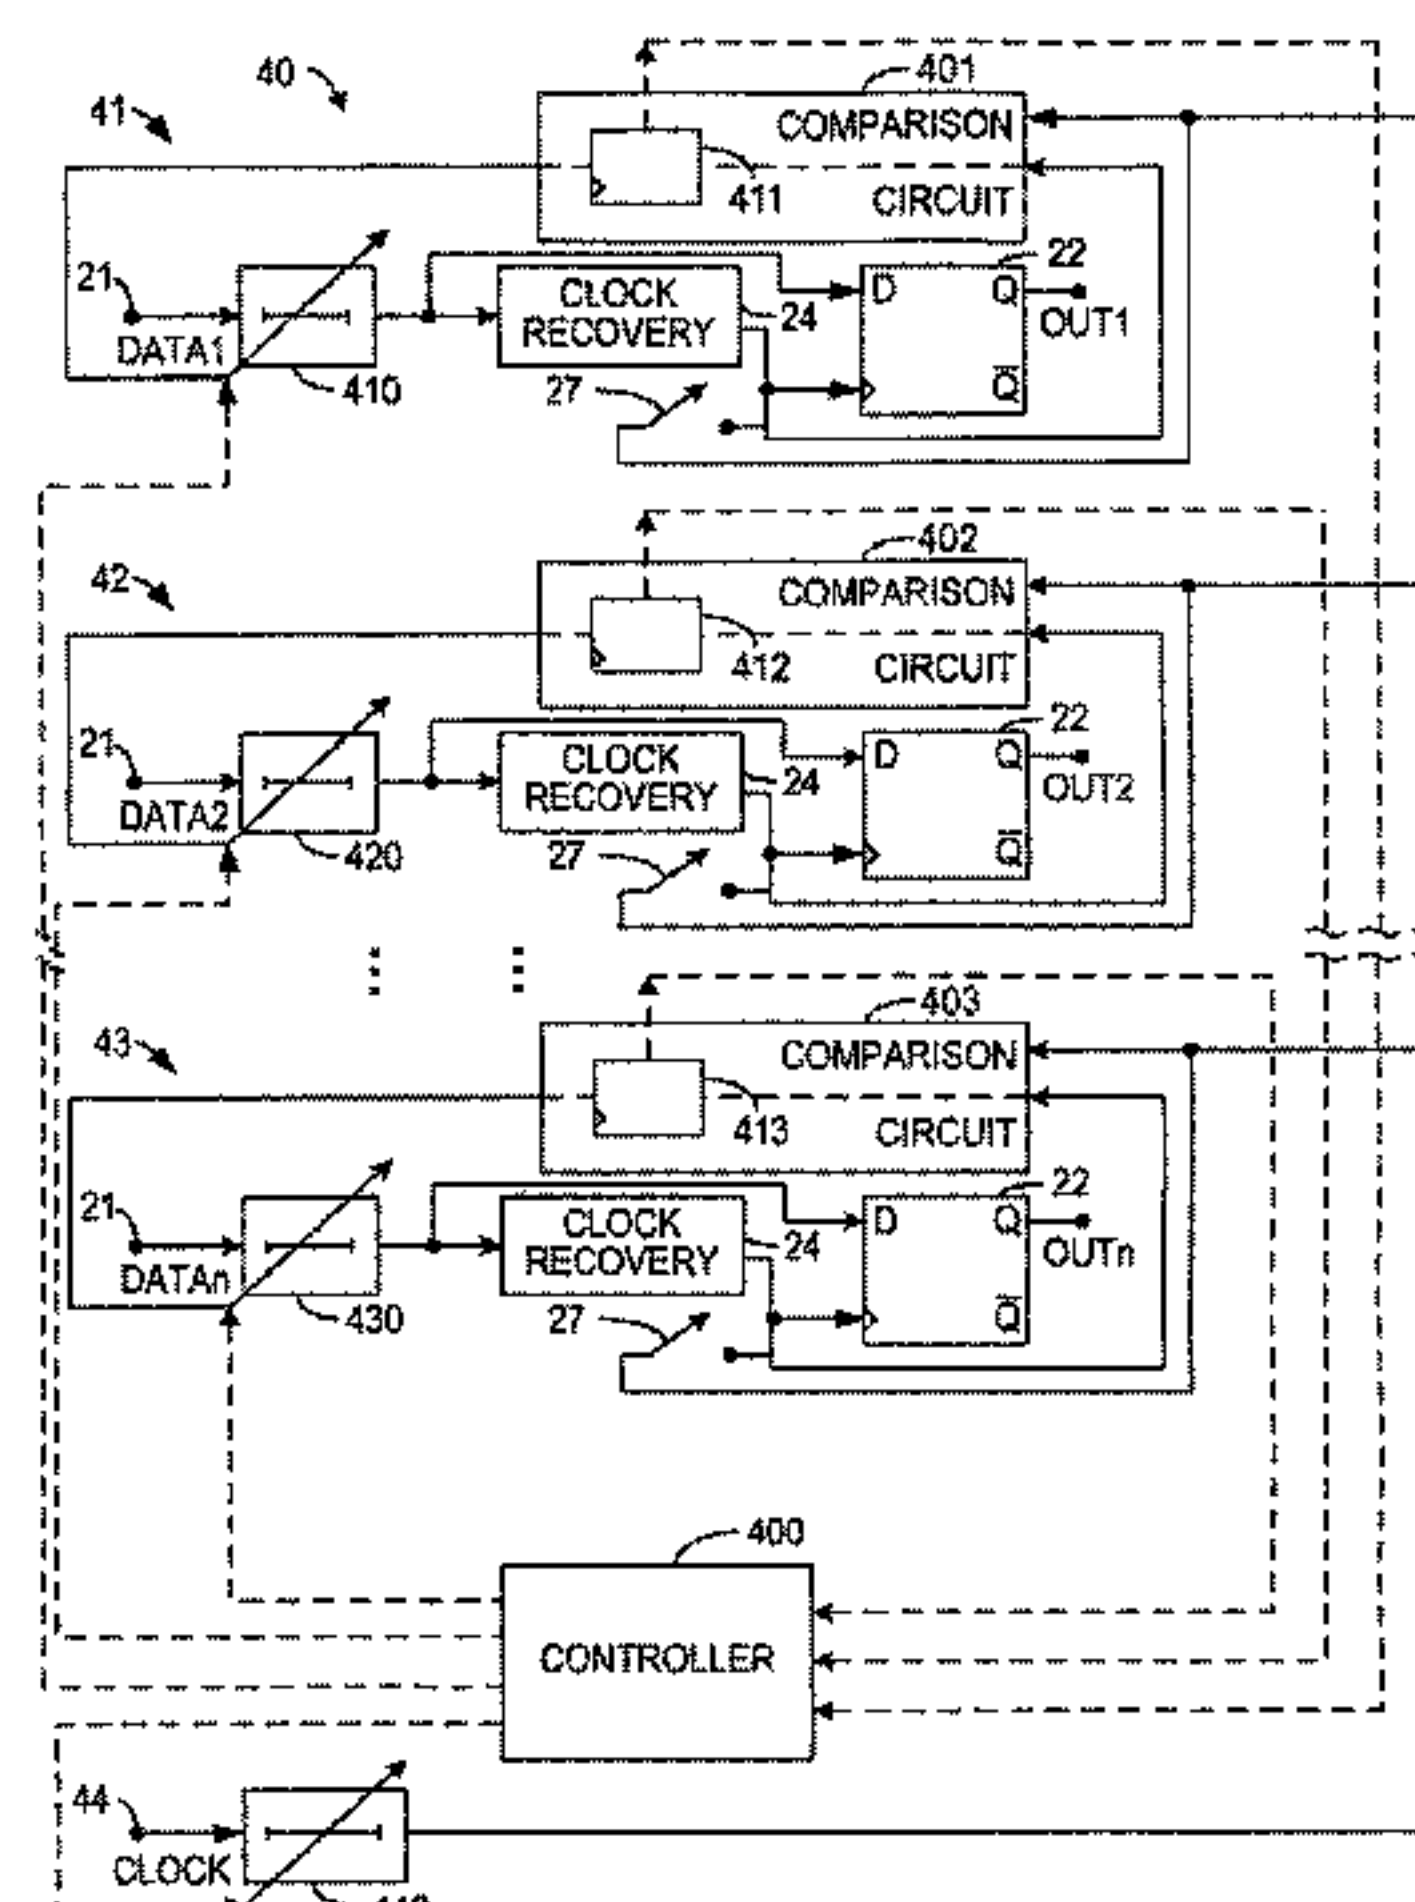 40
401
41
COMPARISON
411
CIRCUIT
22
21
CLOCK
RECOVERY
24
D
Q
OUT1
DATA1
410
27
Q̅
402
42
COMPARISON
412
CIRCUIT
22
21
CLOCK
RECOVERY
24
D
Q
OUT2
DATA2
420
27
Q̅
403
43
COMPARISON
413
CIRCUIT
22
21
CLOCK
RECOVERY
24
D
Q
OUTn
DATAn
430
27
Q̅
400
CONTROLLER
44
CLOCK